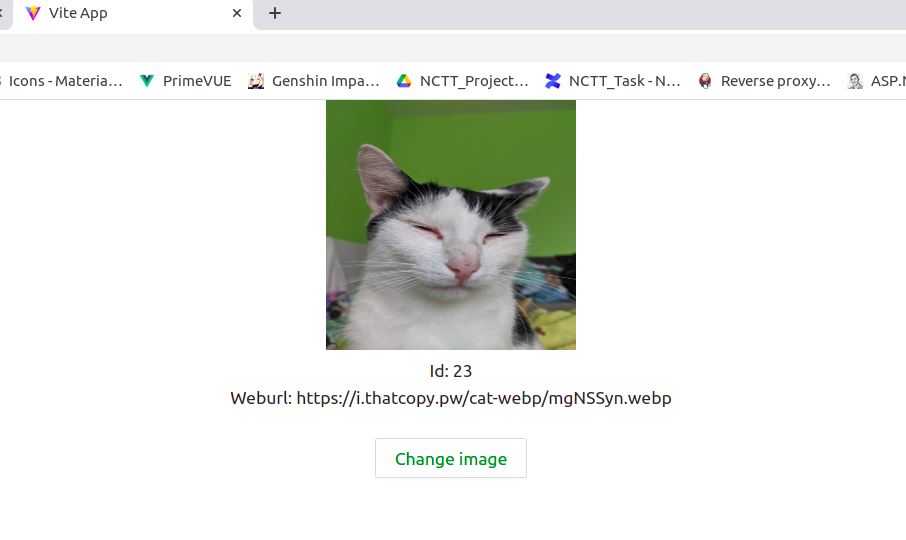 Vite App
Icons - Materia... PrimeVUE Genshin Impa... NCTT_Project... NCTT_Task - N... Reverse proxy... ASP.N
Id: 23
Weburl: https://i.thatcopy.pw/cat-webp/mgNSSyn.webp
Change image